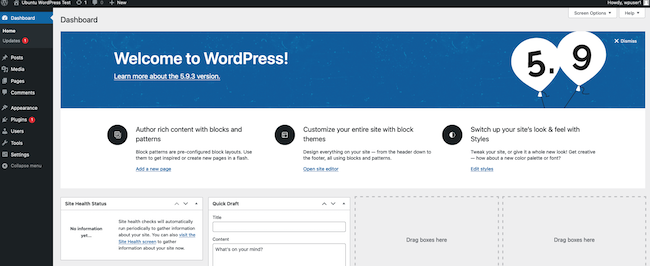 Ubuntu WordPress Test
1
0
+ New
Howdy, wpuser1
Dashboard
Home
Updates 1
Posts
Media
Pages
Comments
Appearance
Plugins 1
Users
Tools
Settings
Collapse menu
Dashboard
Screen Options
Help
Dismiss
Welcome to WordPress!
Learn more about the 5.9.3 version.
5.9
Author rich content with blocks and
patterns
Block patterns are pre-configured block layouts. Use
them to get inspired or create new pages in a flash.
Add a new page
Customize your entire site with block
themes
Design everything on your site — from the header down to
the footer, all using blocks and patterns.
Open site editor
Switch up your site's look & feel with
Styles
Tweak your site, or give it a whole new look! Get creative
— how about a new color palette or font?
Edit styles
Site Health Status
No information
yet...
Site health checks will automatically
run periodically to gather information
about your site. You can also visit
the Site Health screen to gather
information about your site now.
Quick Draft
Title
Content
What's on your mind?
Drag boxes here
Drag boxes here